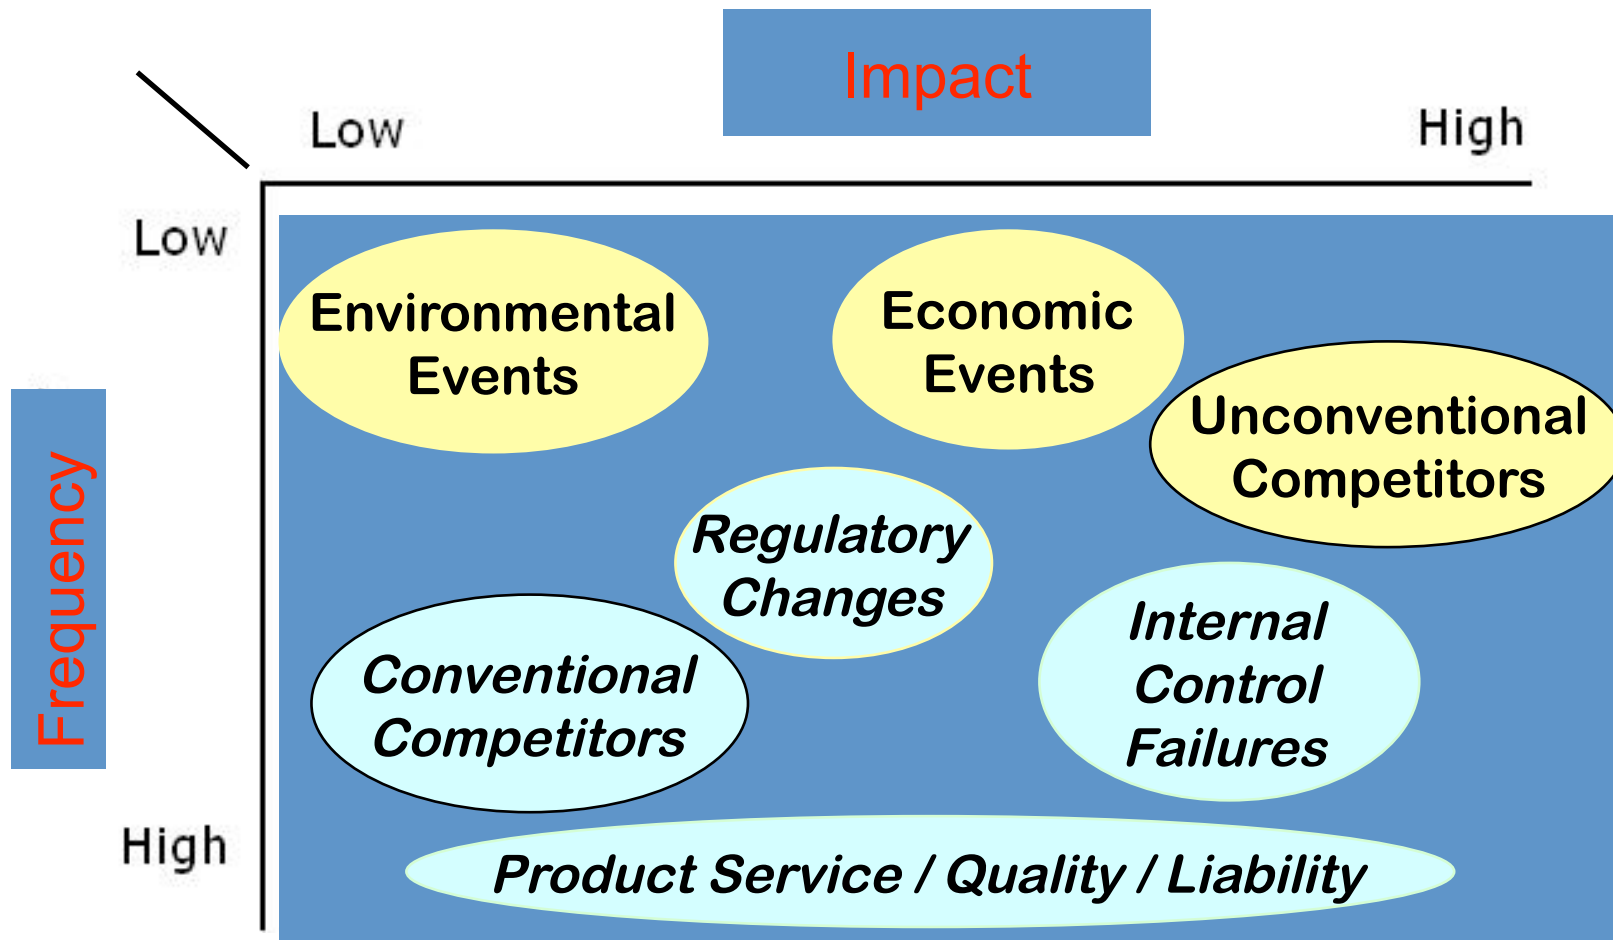 Impact
Low
High
Low
Environmental
Events
Economic
Events
Unconventional
Competitors
Frequency
Regulatory
Changes
Conventional
Competitors
Internal
Control
Failures
High
Product Service / Quality / Liability